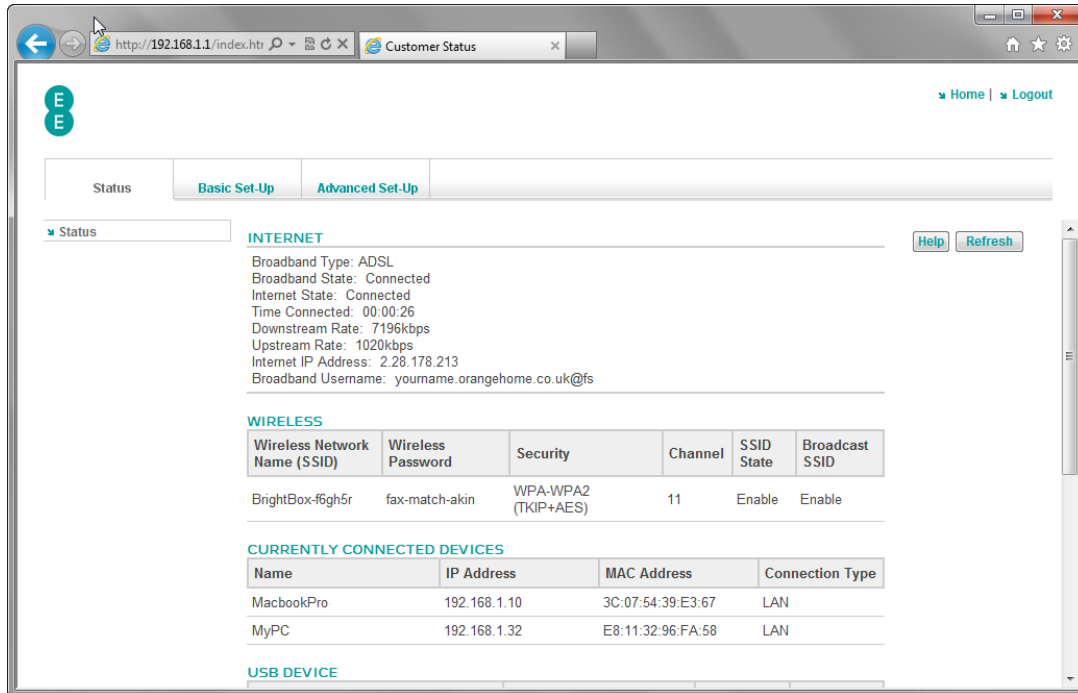 http://192.168.1.1/index.ht
Customer Status
E
E
Home | Logout
Status
Basic Set-Up
Advanced Set-Up
Status
INTERNET
Help
Refresh
Broadband Type: ADSL
Broadband State: Connected
Internet State: Connected
Time Connected: 00:00:26
Downstream Rate: 7196kbps
Upstream Rate: 1020kbps
Internet IP Address: 2.28.178.213
Broadband Username: yourname.orangehome.co.uk@fs
WIRELESS
Wireless Network Name (SSID) Wireless Password Security Channel SSID State Broadcast SSID
BrightBox-f6gh5r fax-match-akin WPA-WPA2 (TKIP+AES) 11 Enable Enable
CURRENTLY CONNECTED DEVICES
Name IP Address MAC Address Connection Type
MacbookPro 192.168.1.10 3C:07:54:39:E3:67 LAN
MyPC 192.168.1.32 E8:11:32:96:FA:58 LAN
USB DEVICE